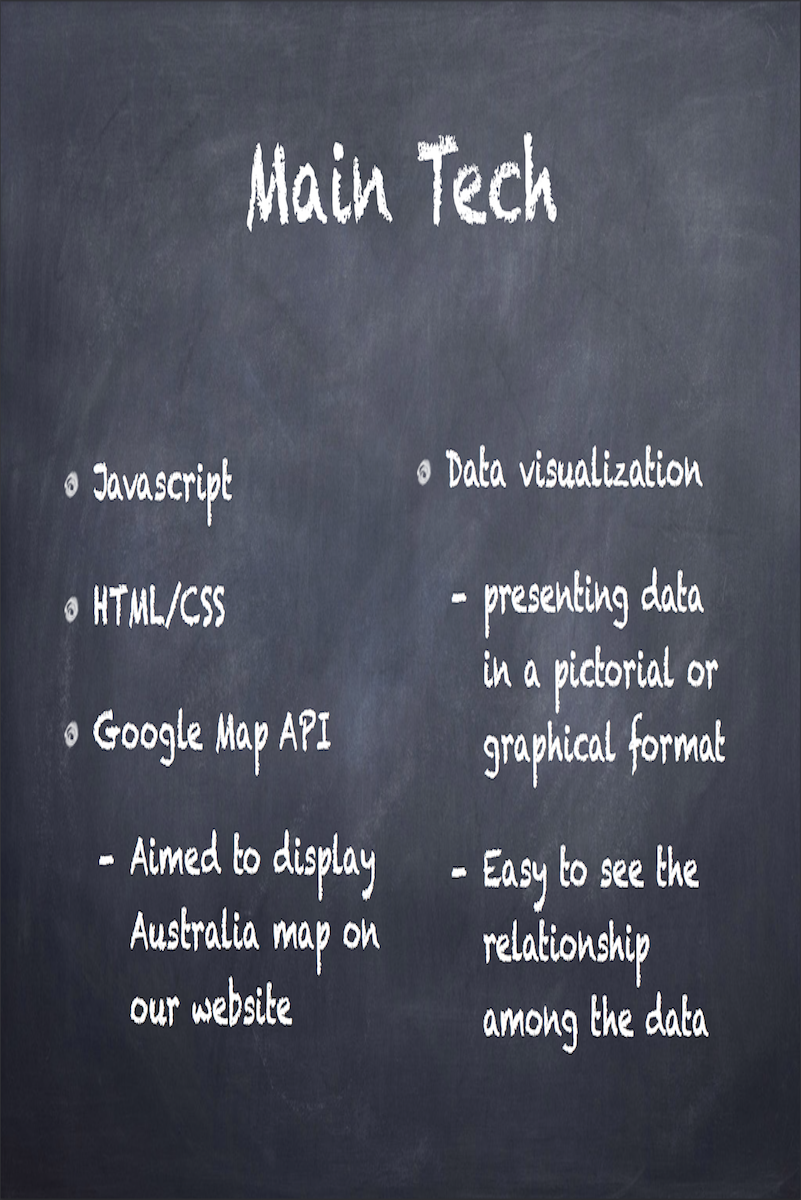 Main Tech
Javascript
HTML/CSS
Google Map API
- Aimed to display
Australia map on
our website
Data visualization
- presenting data
in a pictorial or
graphical format
- Easy to see the
relationship
among the data